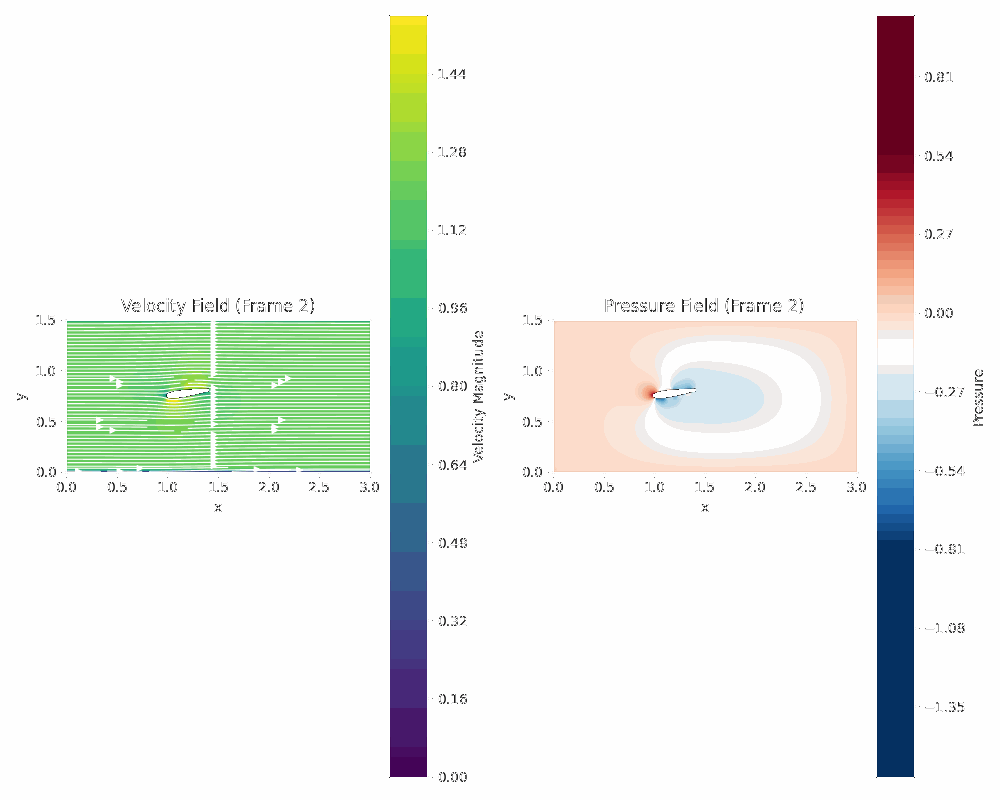 Velocity Field (Frame 2)
1.5
1.0
0.5
0.0
y
0.0 0.5 1.0 1.5 2.0 2.5 3.0
x
1.44
1.28
1.12
0.96
0.80
0.64
0.48
0.32
0.16
0.00
Velocity Magnitude
Pressure Field (Frame 2)
1.5
1.0
0.5
0.0
y
0.0 0.5 1.0 1.5 2.0 2.5 3.0
x
0.81
0.54
0.27
0.00
−0.27
−0.54
−0.81
−1.08
−1.35
Pressure